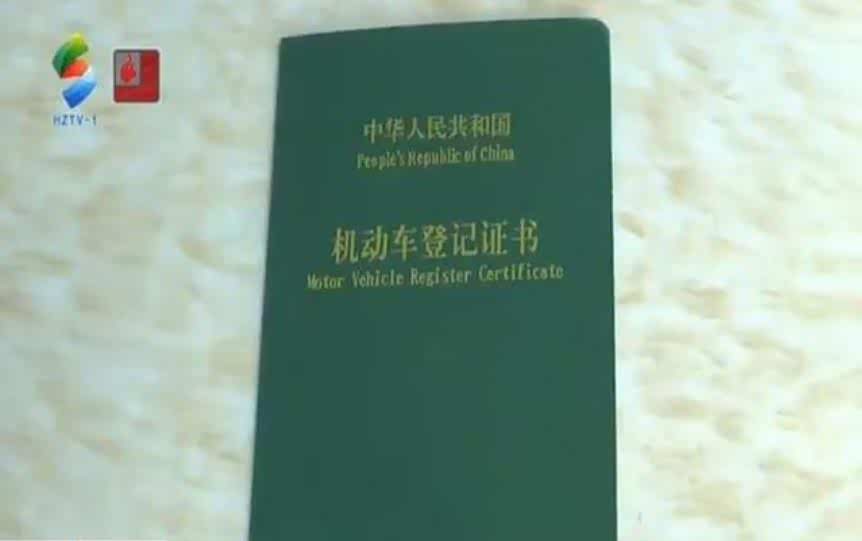 HZTV-1
中华人民共和国
People's Republic of China
机动车登记证书
Motor Vehicle Register Certificate